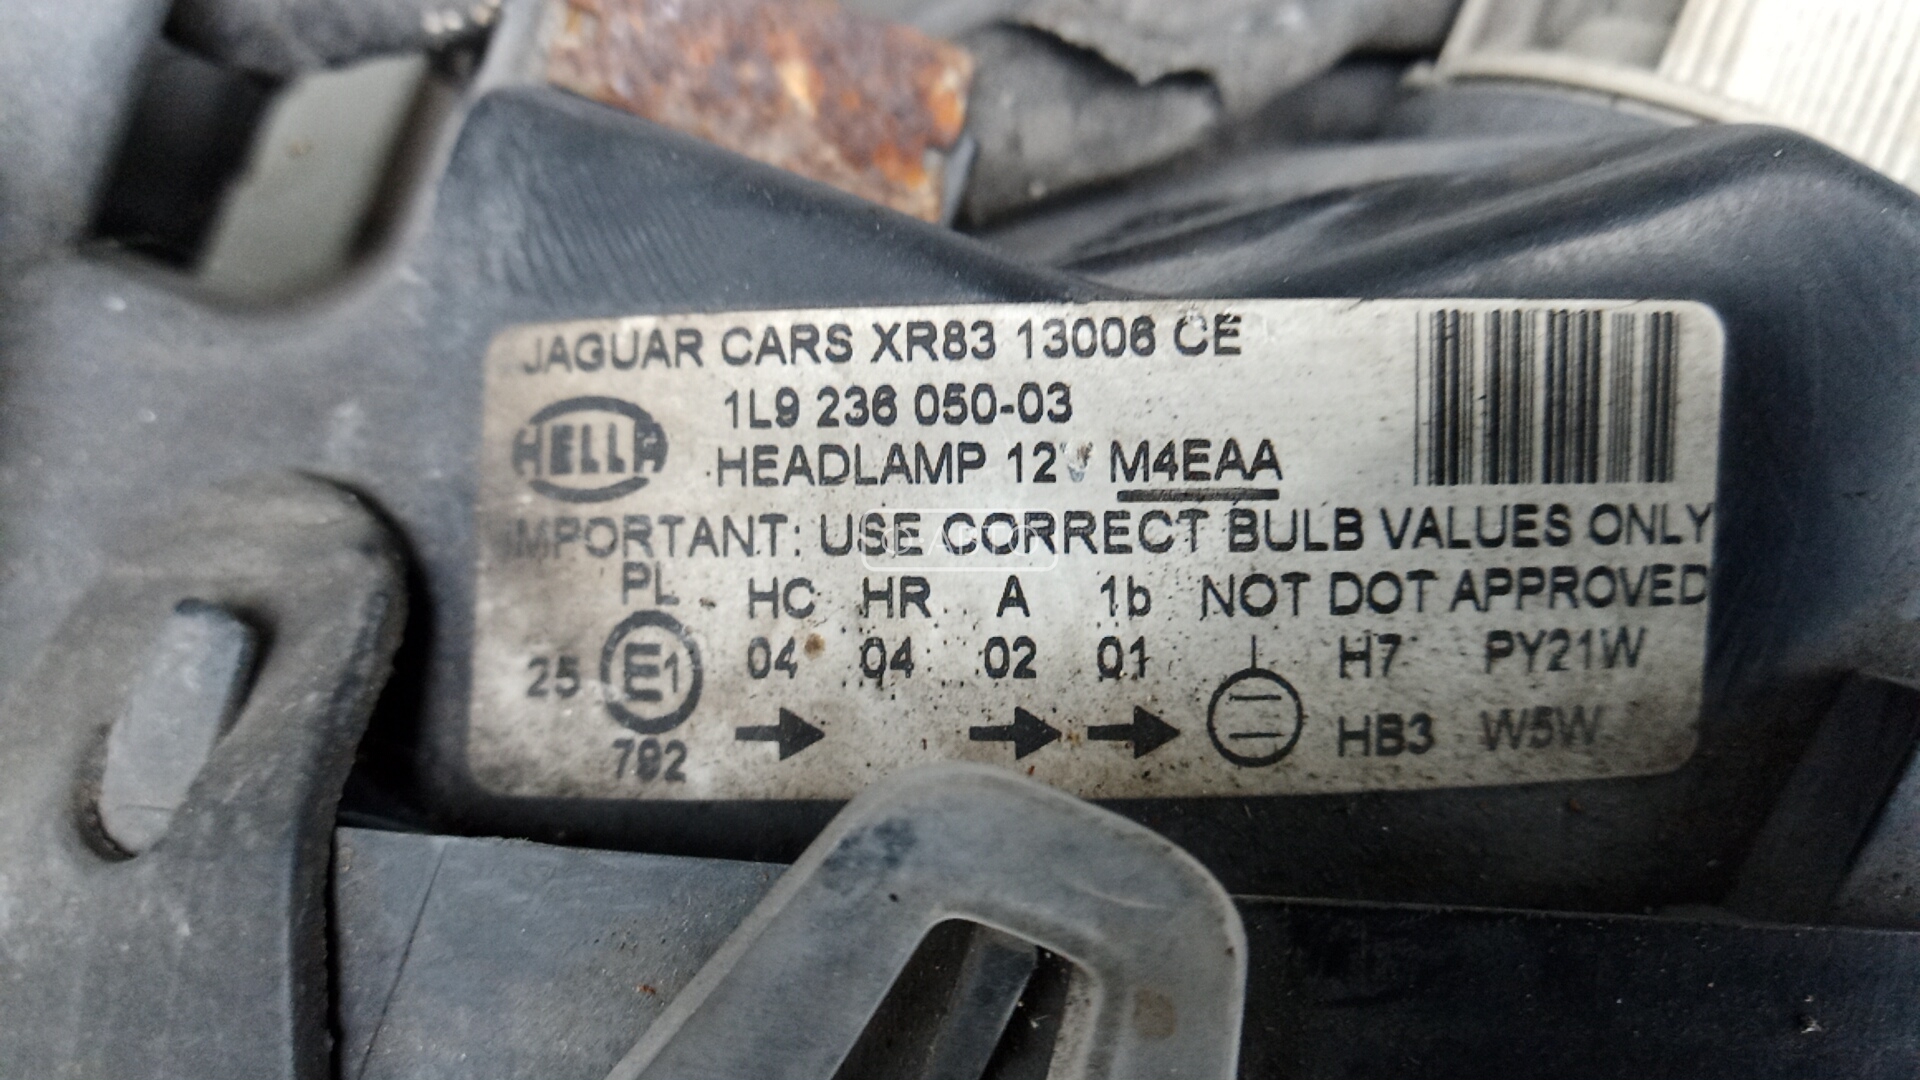 JAGUAR CARS XR83 13006 CE
1L9 236 050-03
HELLA
HEADLAMP 12V M4EAA
IMPORTANT: USE CORRECT BULB VALUES ONLY
PL HC HR A 1b NOT DOT APPROVED
25 E1 04 04 02 01 H7 PY21W
792 HB3 W5W